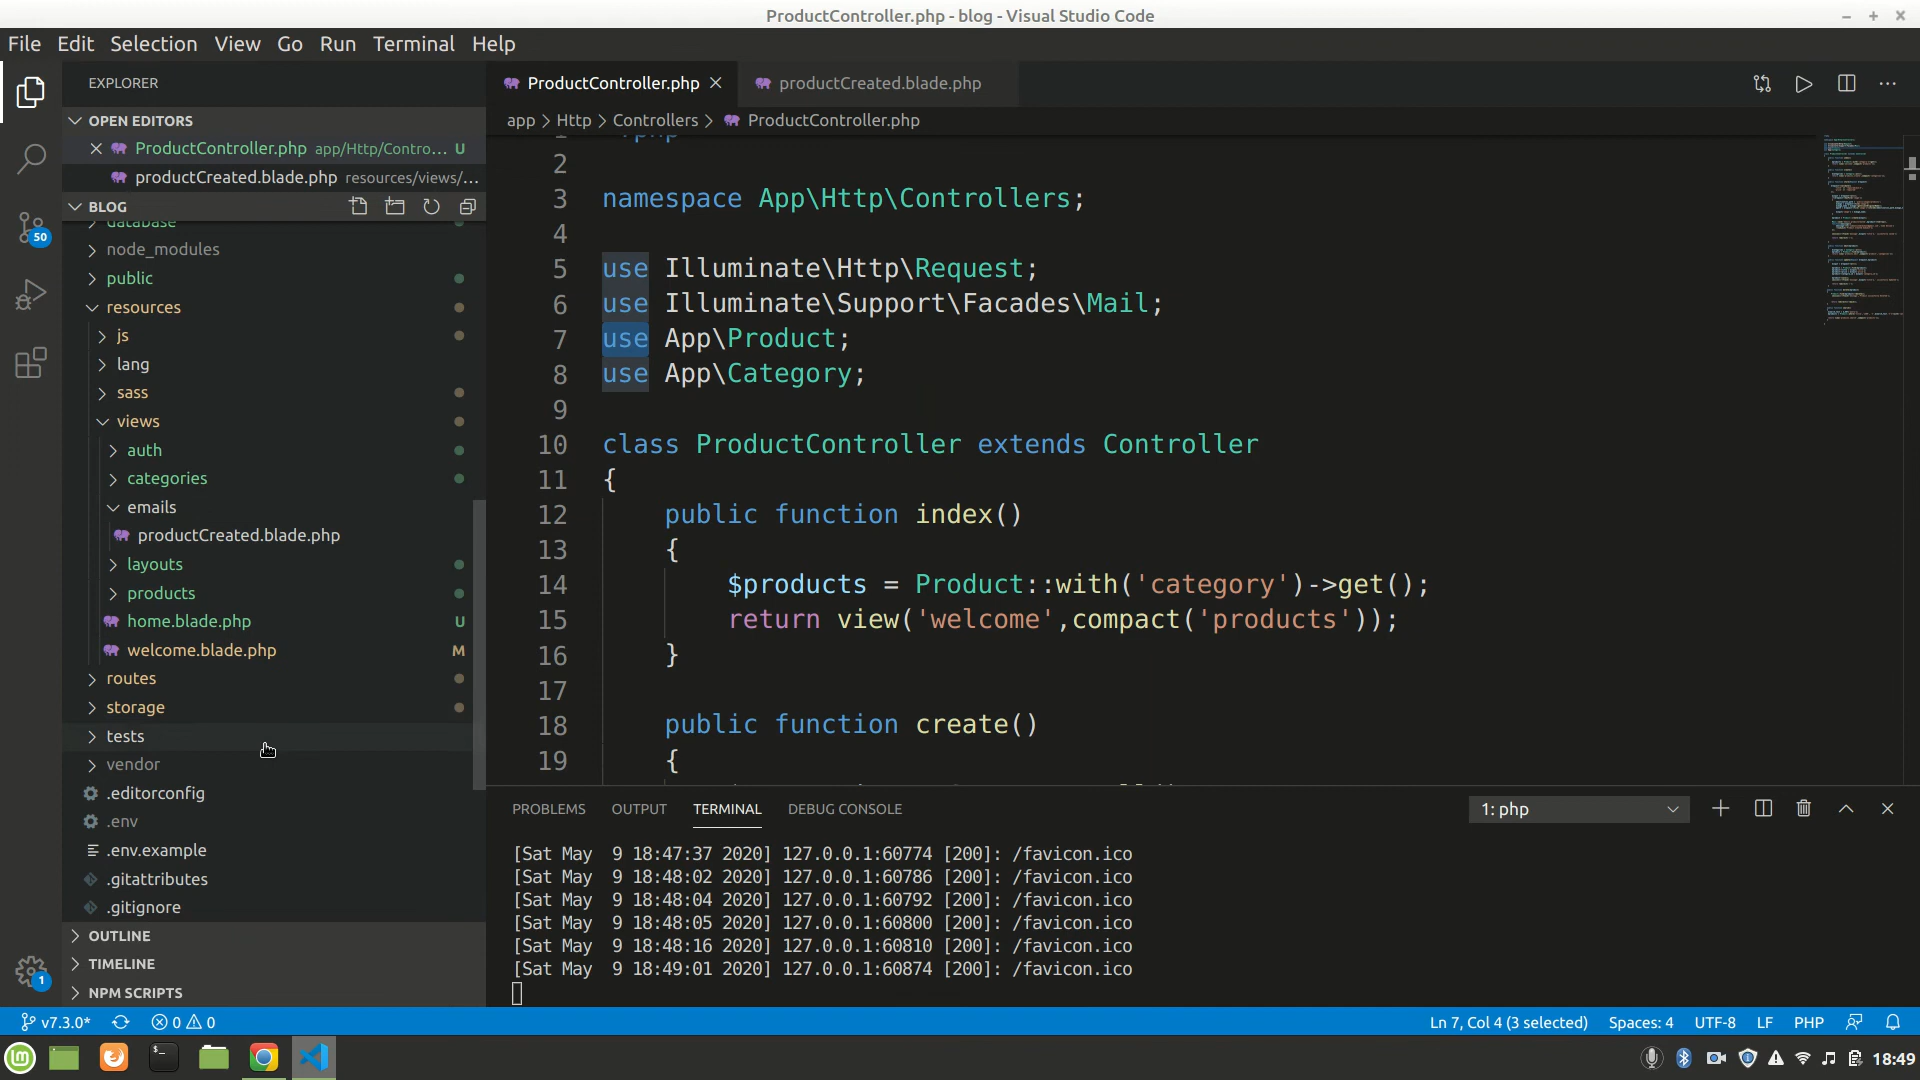 ProductController.php - blog - Visual Studio Code
File Edit Selection View Go Run Terminal Help
EXPLORER
OPEN EDITORS
ProductController.php app/Http/Contro... U
productCreated.blade.php resources/views/...
BLOG
database
node_modules
public
resources
js
lang
sass
views
auth
categories
emails
productCreated.blade.php
layouts
products
home.blade.php U
welcome.blade.php M
routes
storage
tests
vendor
.editorconfig
.env
.env.example
.gitattributes
.gitignore
OUTLINE
TIMELINE
NPM SCRIPTS
50
1
ProductController.php productCreated.blade.php
app > Http > Controllers > ProductController.php
2
3 namespace App\Http\Controllers;
4
5 use Illuminate\Http\Request;
6 use Illuminate\Support\Facades\Mail;
7 use App\Product;
8 use App\Category;
9
10 class ProductController extends Controller
11 {
12 public function index()
13 {
14 $products = Product::with('category')->get();
15 return view('welcome',compact('products'));
16 }
17
18 public function create()
19 {
PROBLEMS OUTPUT TERMINAL DEBUG CONSOLE 1: php
[Sat May  9 18:47:37 2020] 127.0.0.1:60774 [200]: /favicon.ico
[Sat May  9 18:48:02 2020] 127.0.0.1:60786 [200]: /favicon.ico
[Sat May  9 18:48:04 2020] 127.0.0.1:60792 [200]: /favicon.ico
[Sat May  9 18:48:05 2020] 127.0.0.1:60800 [200]: /favicon.ico
[Sat May  9 18:48:16 2020] 127.0.0.1:60810 [200]: /favicon.ico
[Sat May  9 18:49:01 2020] 127.0.0.1:60874 [200]: /favicon.ico
v7.3.0* 0 0 Ln 7, Col 4 (3 selected) Spaces: 4 UTF-8 LF PHP
18:49